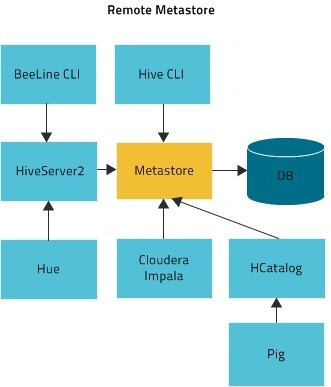 Remote Metastore
BeeLine CLI
Hive CLI
HiveServer2
Metastore
DB
Hue
Cloudera
Impala
HCatalog
Pig